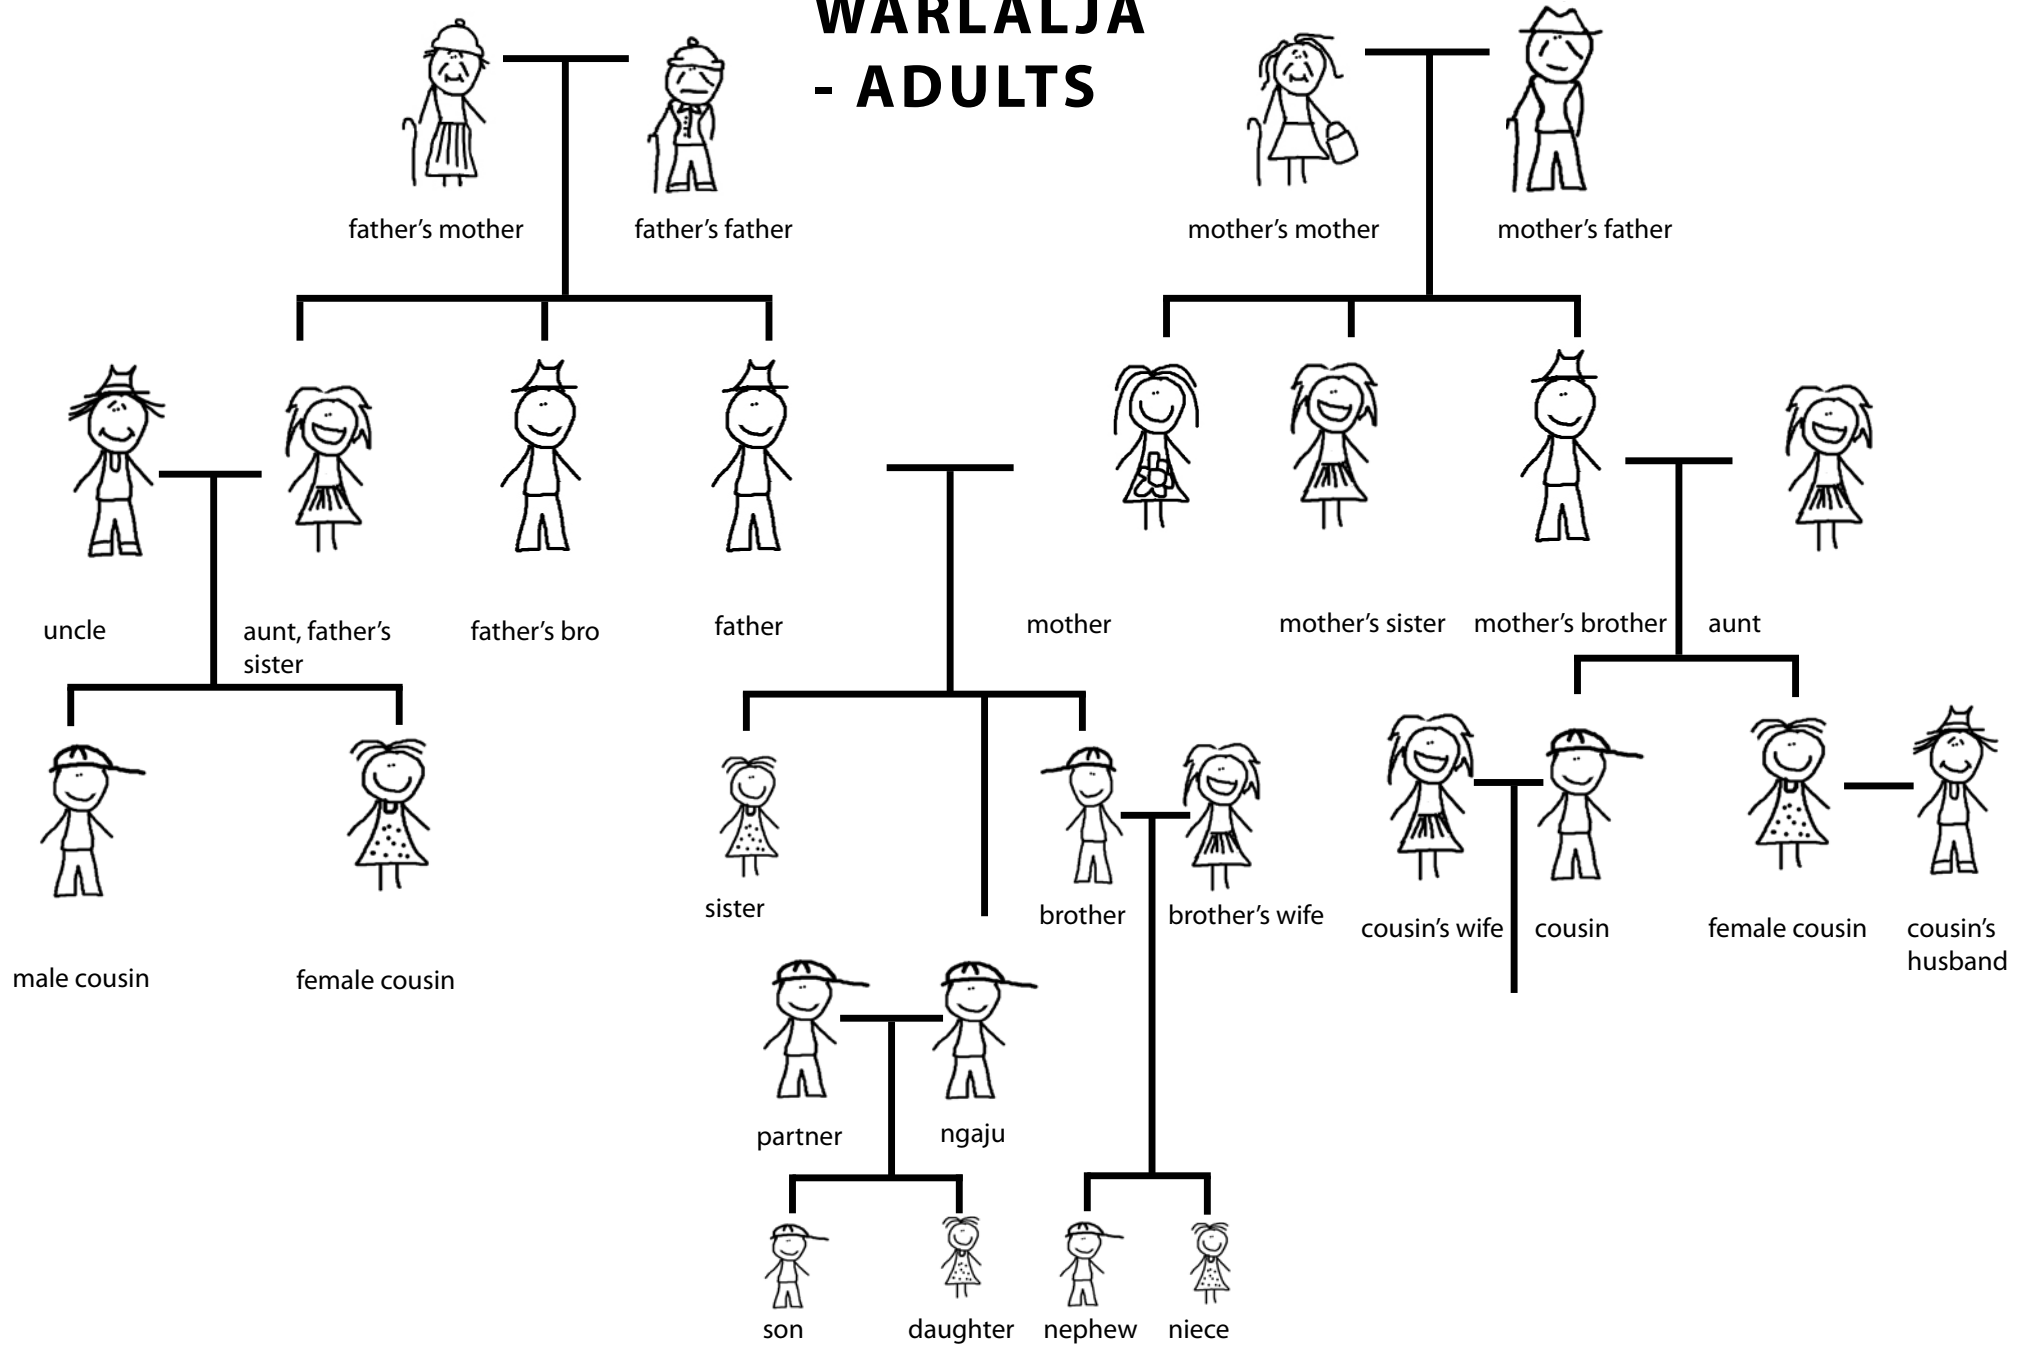 WARLALJA
- ADULTS
father's mother
father's father
mother's mother
mother's father
uncle
aunt, father's
sister
father's bro
father
mother
mother's sister
mother's brother
aunt
male cousin
female cousin
sister
brother
brother's wife
cousin's wife
cousin
female cousin
cousin's
husband
partner
ngaju
son
daughter
nephew
niece